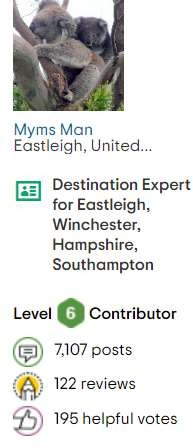 Myms Man
Eastleigh, United...
Destination Expert
for Eastleigh,
Winchester,
Hampshire,
Southampton
Level 6 Contributor
7,107 posts
122 reviews
195 helpful votes